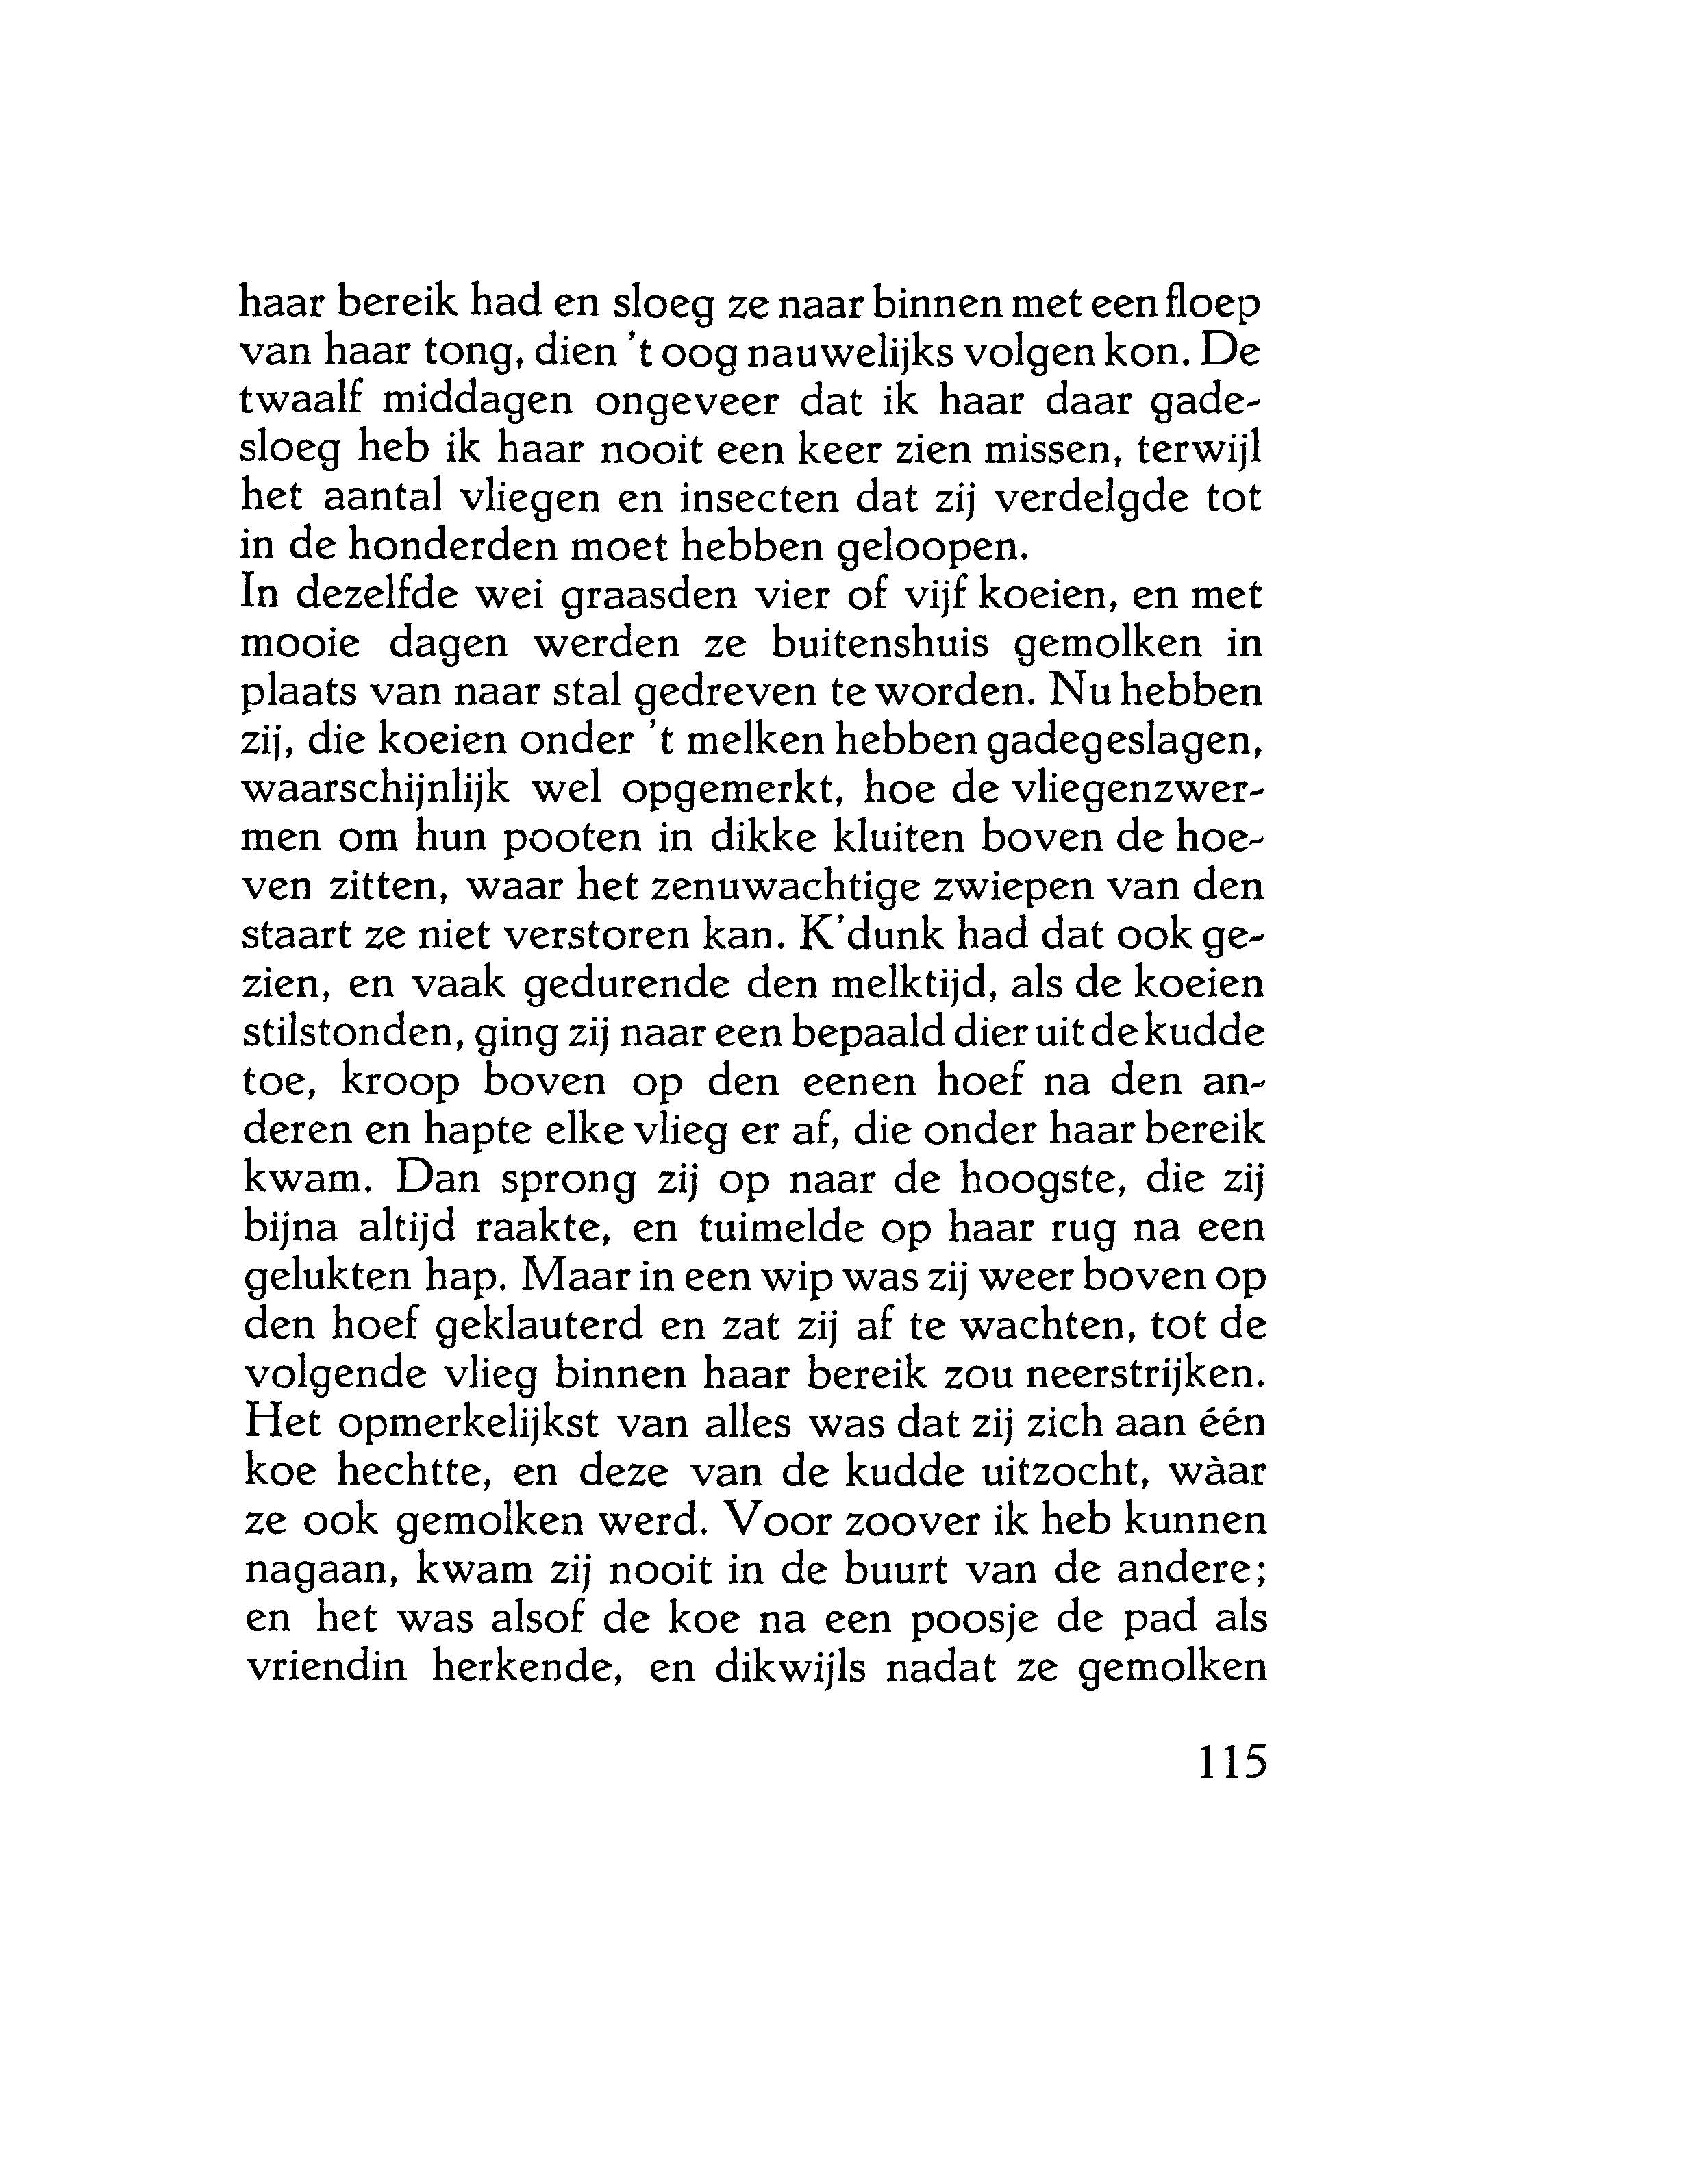 haar bereik had en sloeg ze naar binnen met een floep
van haar tong, dien 't oog nauwelijks volgen kon. De
twaalf middagen ongeveer dat ik haar daar gade-
sloeg heb ik haar nooit een keer zien missen, terwijl
het aantal vliegen en insecten dat zij verdelgde tot
in de honderden moet hebben geloopen.
In dezelfde wei graasden vier of vijf koeien, en met
mooie dagen werden ze buitenshuis gemolken in
plaats van naar stal gedreven te worden. Nu hebben
zij, die koeien onder 't melken hebben gadegeslagen,
waarschijnlijk wel opgemerkt, hoe de vliegenzwer-
men om hun pooten in dikke kluiten boven de hoe-
ven zitten, waar het zenuwachtige zwiepen van den
staart ze niet verstoren kan. K'dunk had dat ook ge-
zien, en vaak gedurende den melktijd, als de koeien
stilstonden, ging zij naar een bepaald dier uit de kudde
toe, kroop boven op den eenen hoef na den an-
deren en hapte elke vlieg er af, die onder haar bereik
kwam. Dan sprong zij op naar de hoogste, die zij
bijna altijd raakte, en tuimelde op haar rug na een
gelukten hap. Maar in een wip was zij weer boven op
den hoef geklauterd en zat zij af te wachten, tot de
volgende vlieg binnen haar bereik zou neerstrijken.
Het opmerkelijkst van alles was dat zij zich aan één
koe hechtte, en deze van de kudde uitzocht, wàar
ze ook gemolken werd. Voor zoover ik heb kunnen
nagaan, kwam zij nooit in de buurt van de andere;
en het was alsof de koe na een poosje de pad als
vriendin herkende, en dikwijls nadat ze gemolken
115